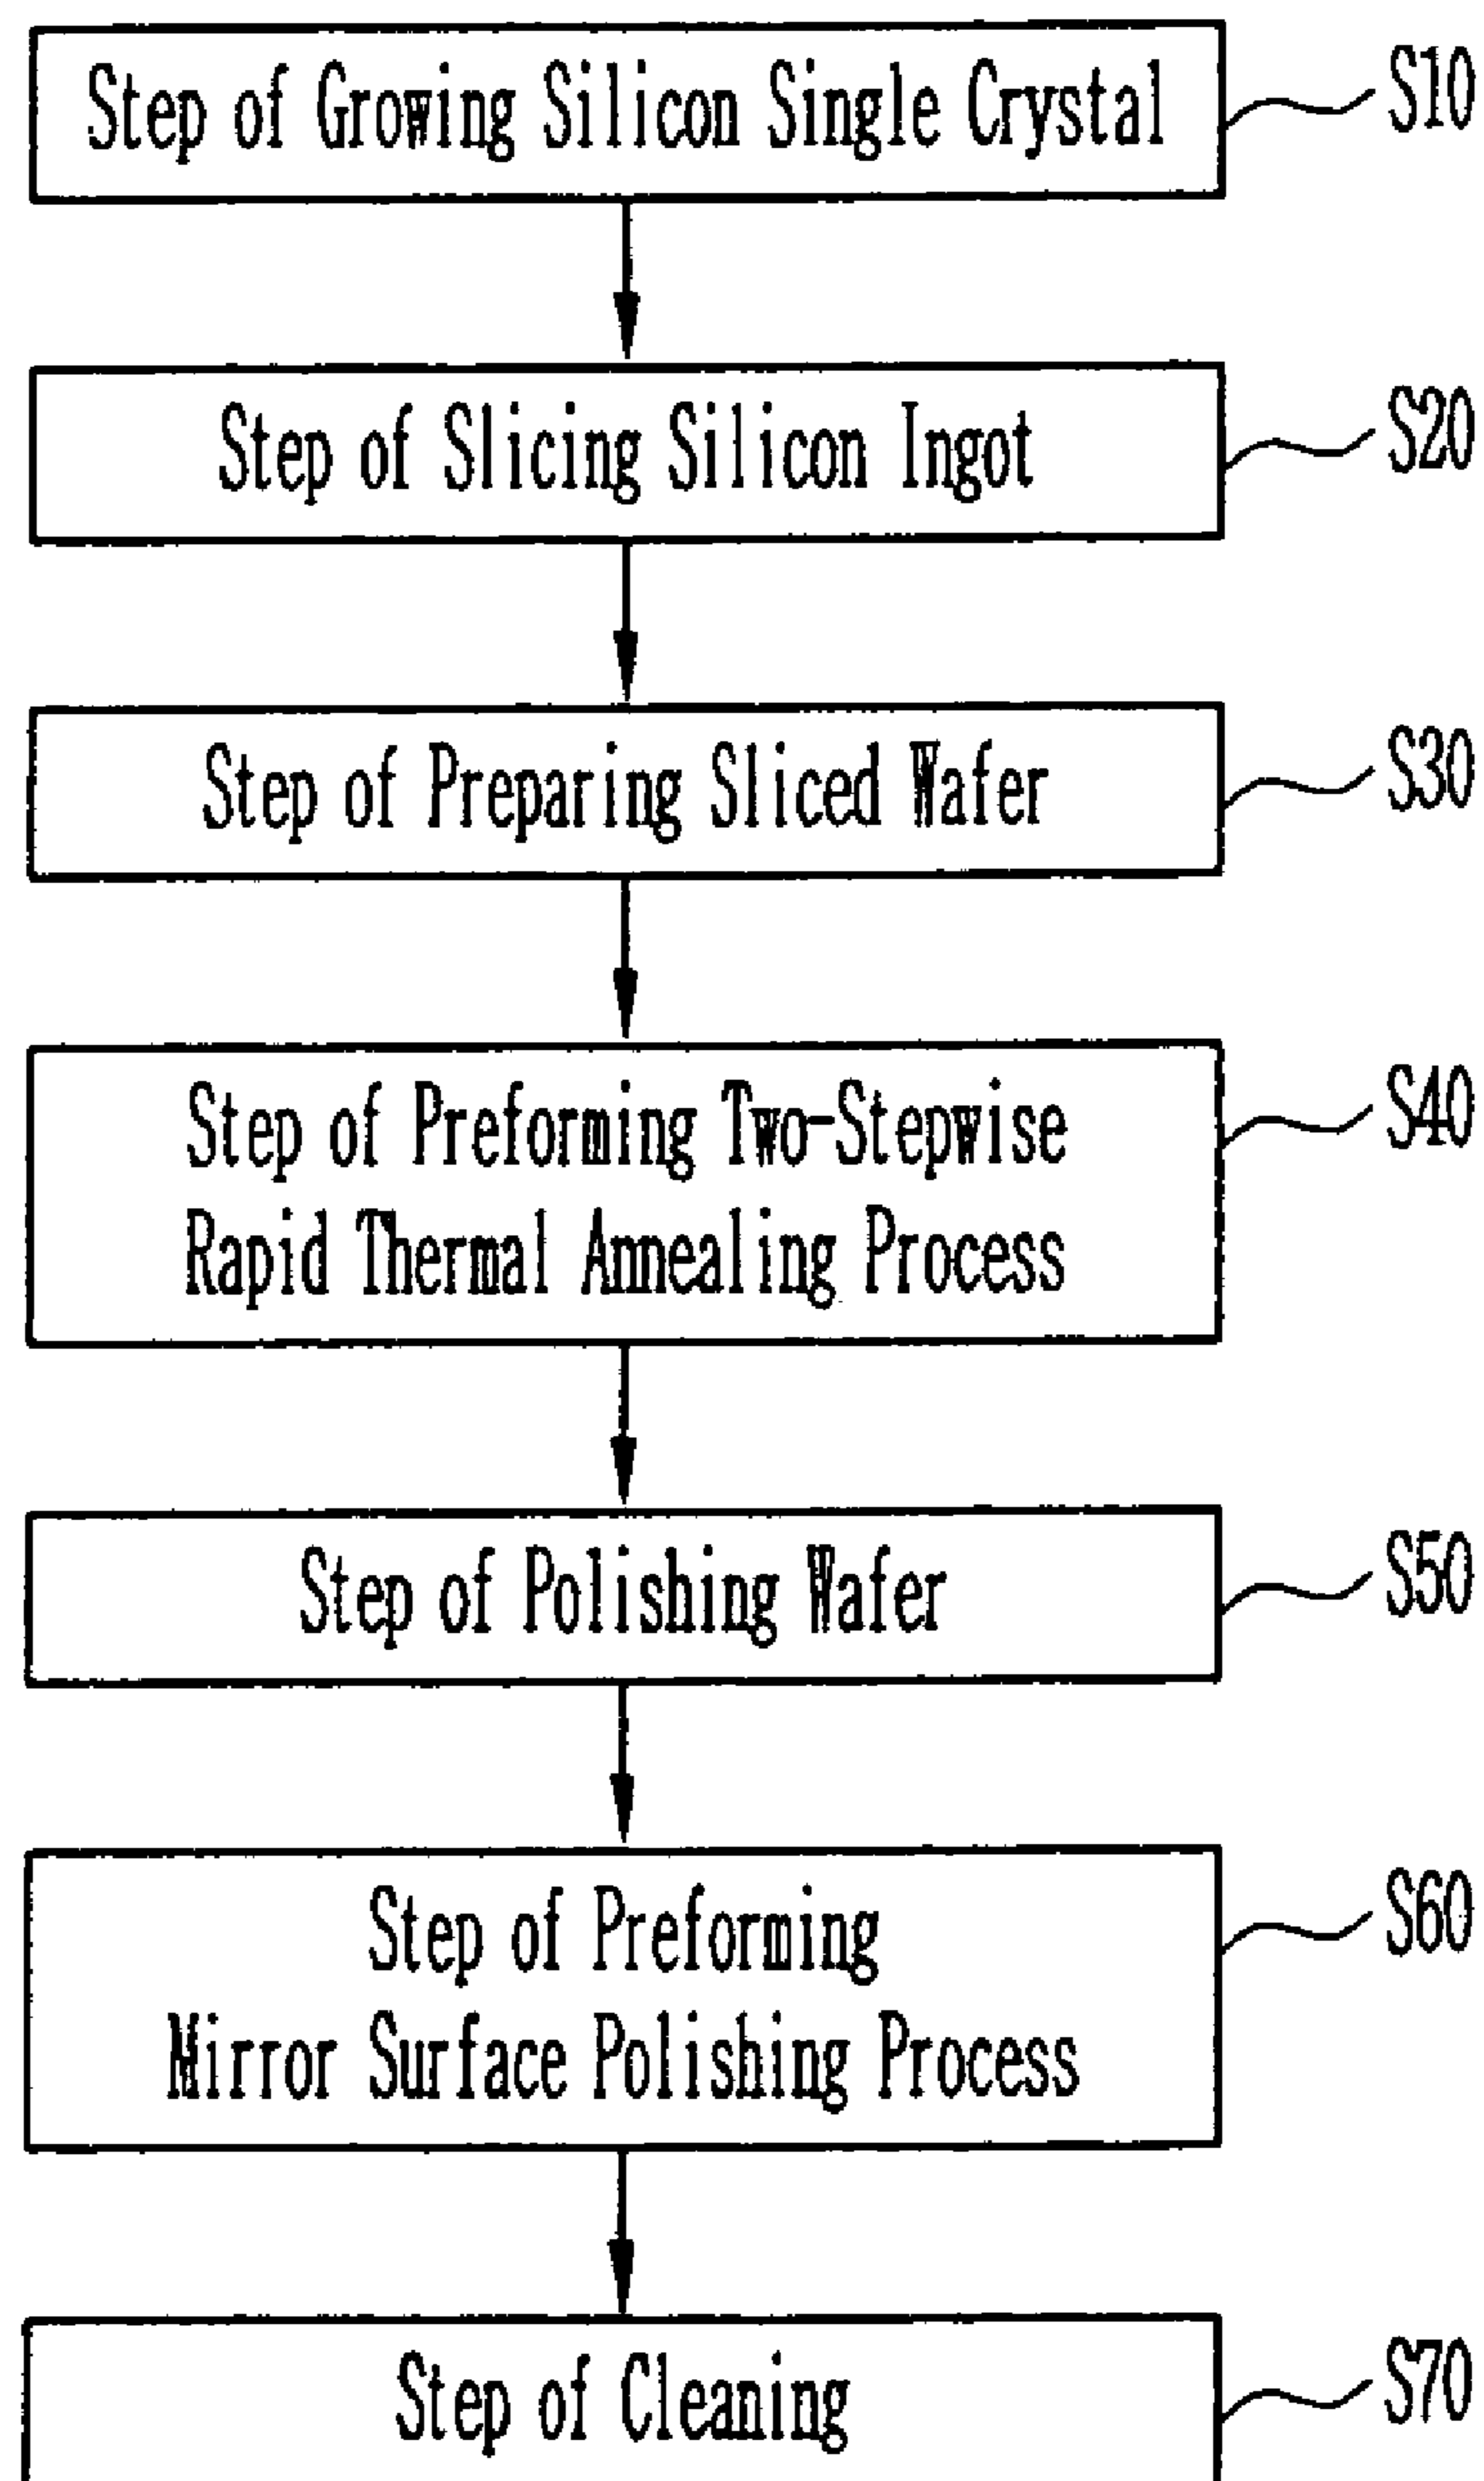 Step of Growing Silicon Single Crystal S10
Step of Slicing Silicon Ingot S20
Step of Preparing Sliced Wafer S30
Step of Preforming Two-Stepwise S40
Rapid Thermal Annealing Process
Step of Polishing Wafer S50
Step of Preforming S60
Mirror Surface Polishing Process
Step of Cleaning S70